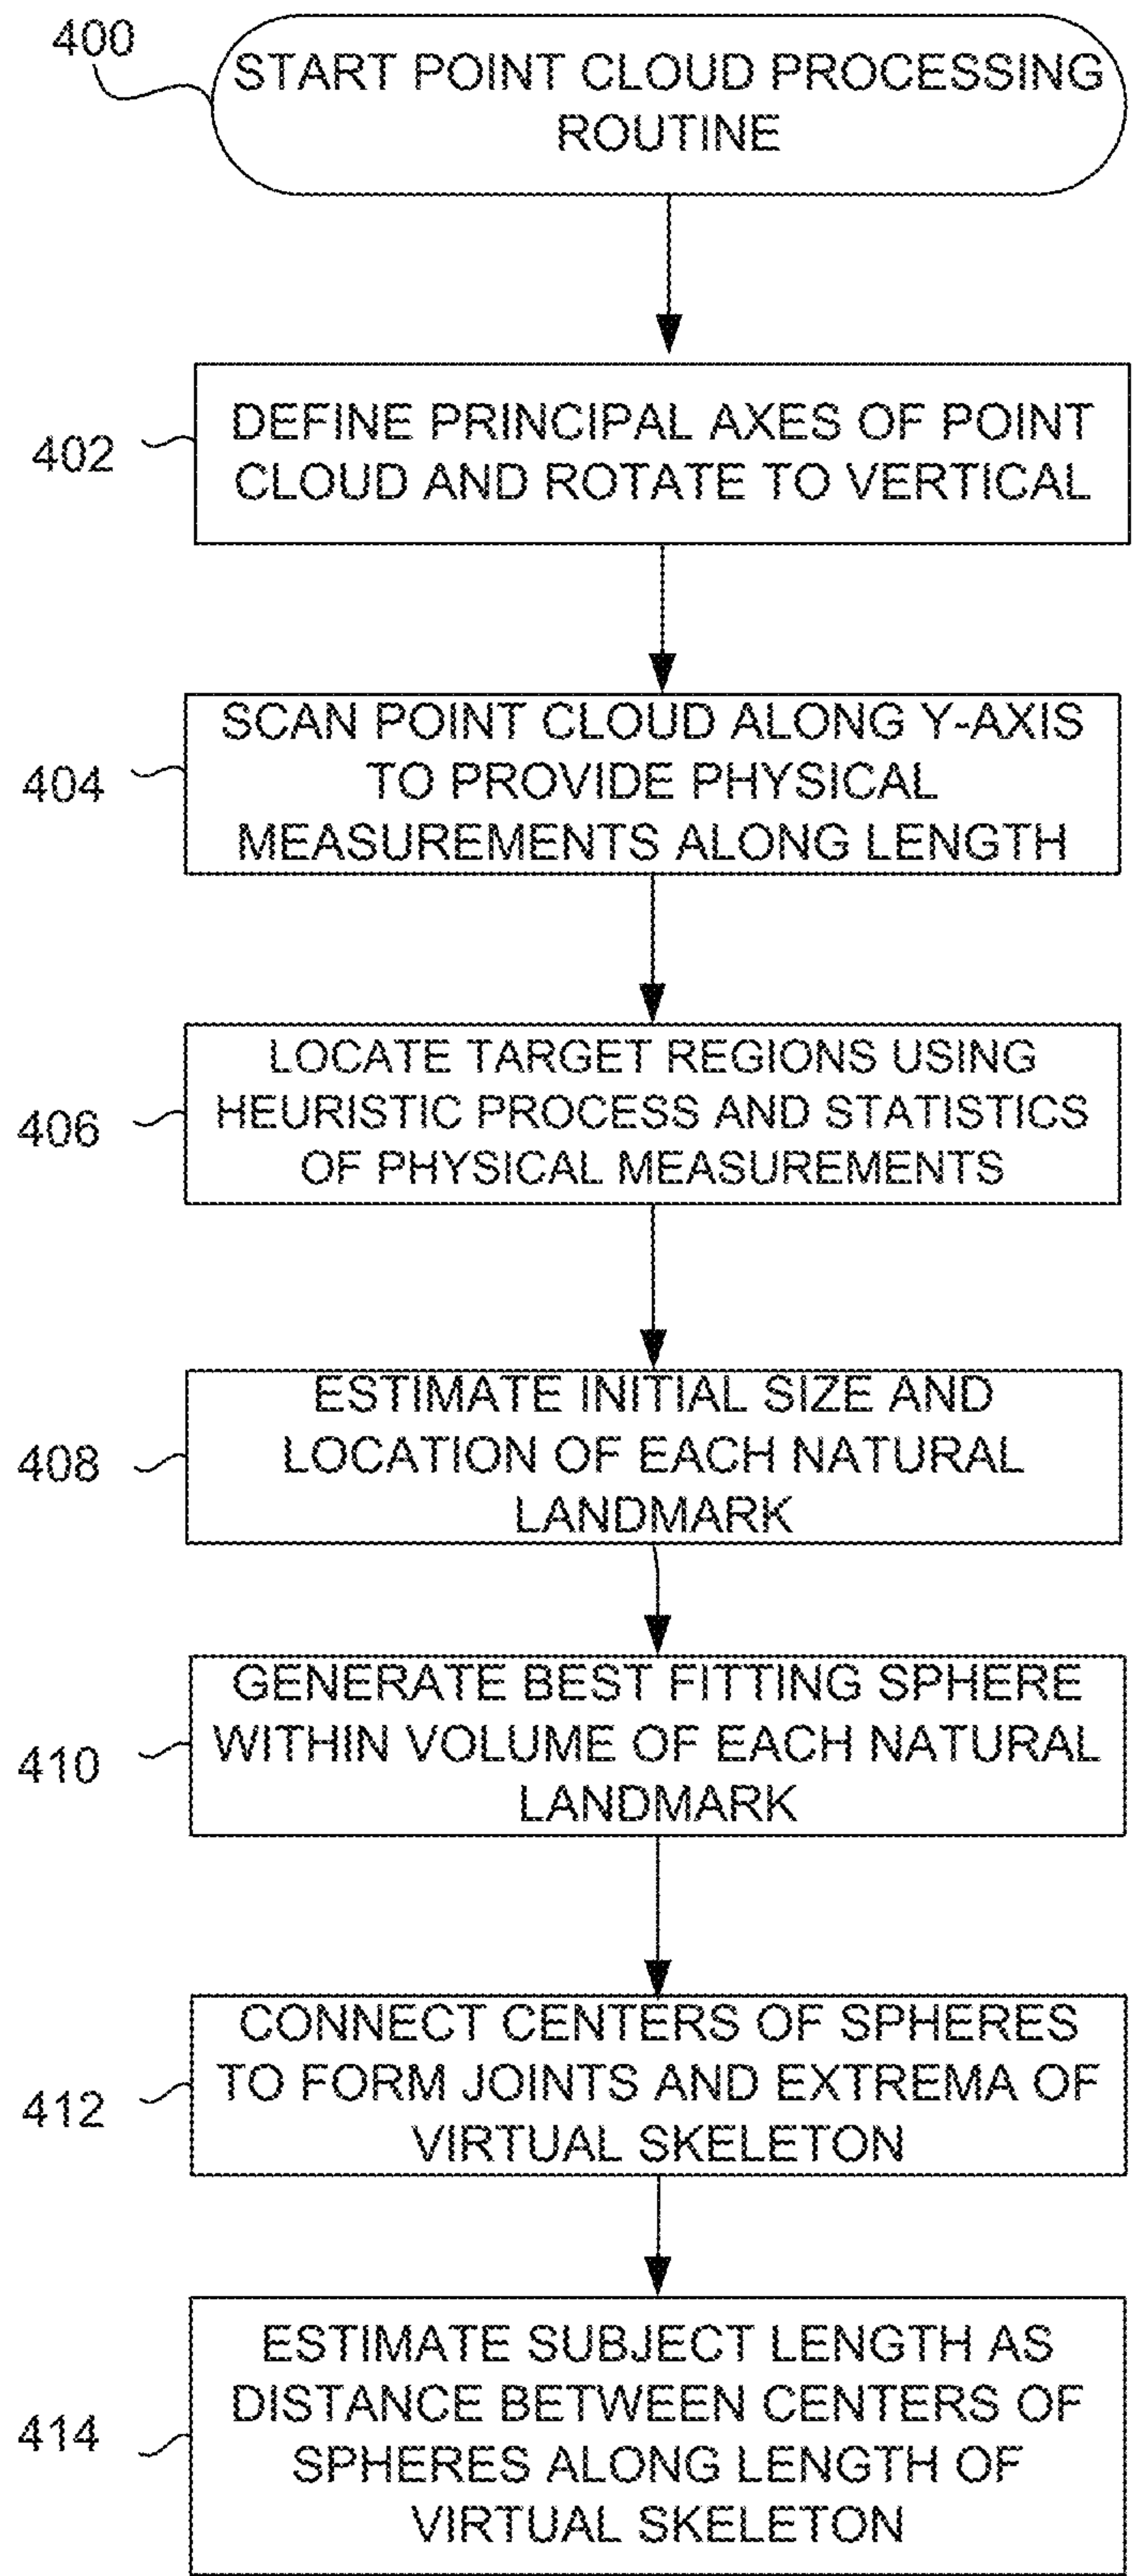 400
START POINT CLOUD PROCESSING
ROUTINE
402
DEFINE PRINCIPAL AXES OF POINT
CLOUD AND ROTATE TO VERTICAL
404
SCAN POINT CLOUD ALONG Y-AXIS
TO PROVIDE PHYSICAL
MEASUREMENTS ALONG LENGTH
406
LOCATE TARGET REGIONS USING
HEURISTIC PROCESS AND STATISTICS
OF PHYSICAL MEASUREMENTS
408
ESTIMATE INITIAL SIZE AND
LOCATION OF EACH NATURAL
LANDMARK
410
GENERATE BEST FITTING SPHERE
WITHIN VOLUME OF EACH NATURAL
LANDMARK
412
CONNECT CENTERS OF SPHERES
TO FORM JOINTS AND EXTREMA OF
VIRTUAL SKELETON
414
ESTIMATE SUBJECT LENGTH AS
DISTANCE BETWEEN CENTERS OF
SPHERES ALONG LENGTH OF
VIRTUAL SKELETON